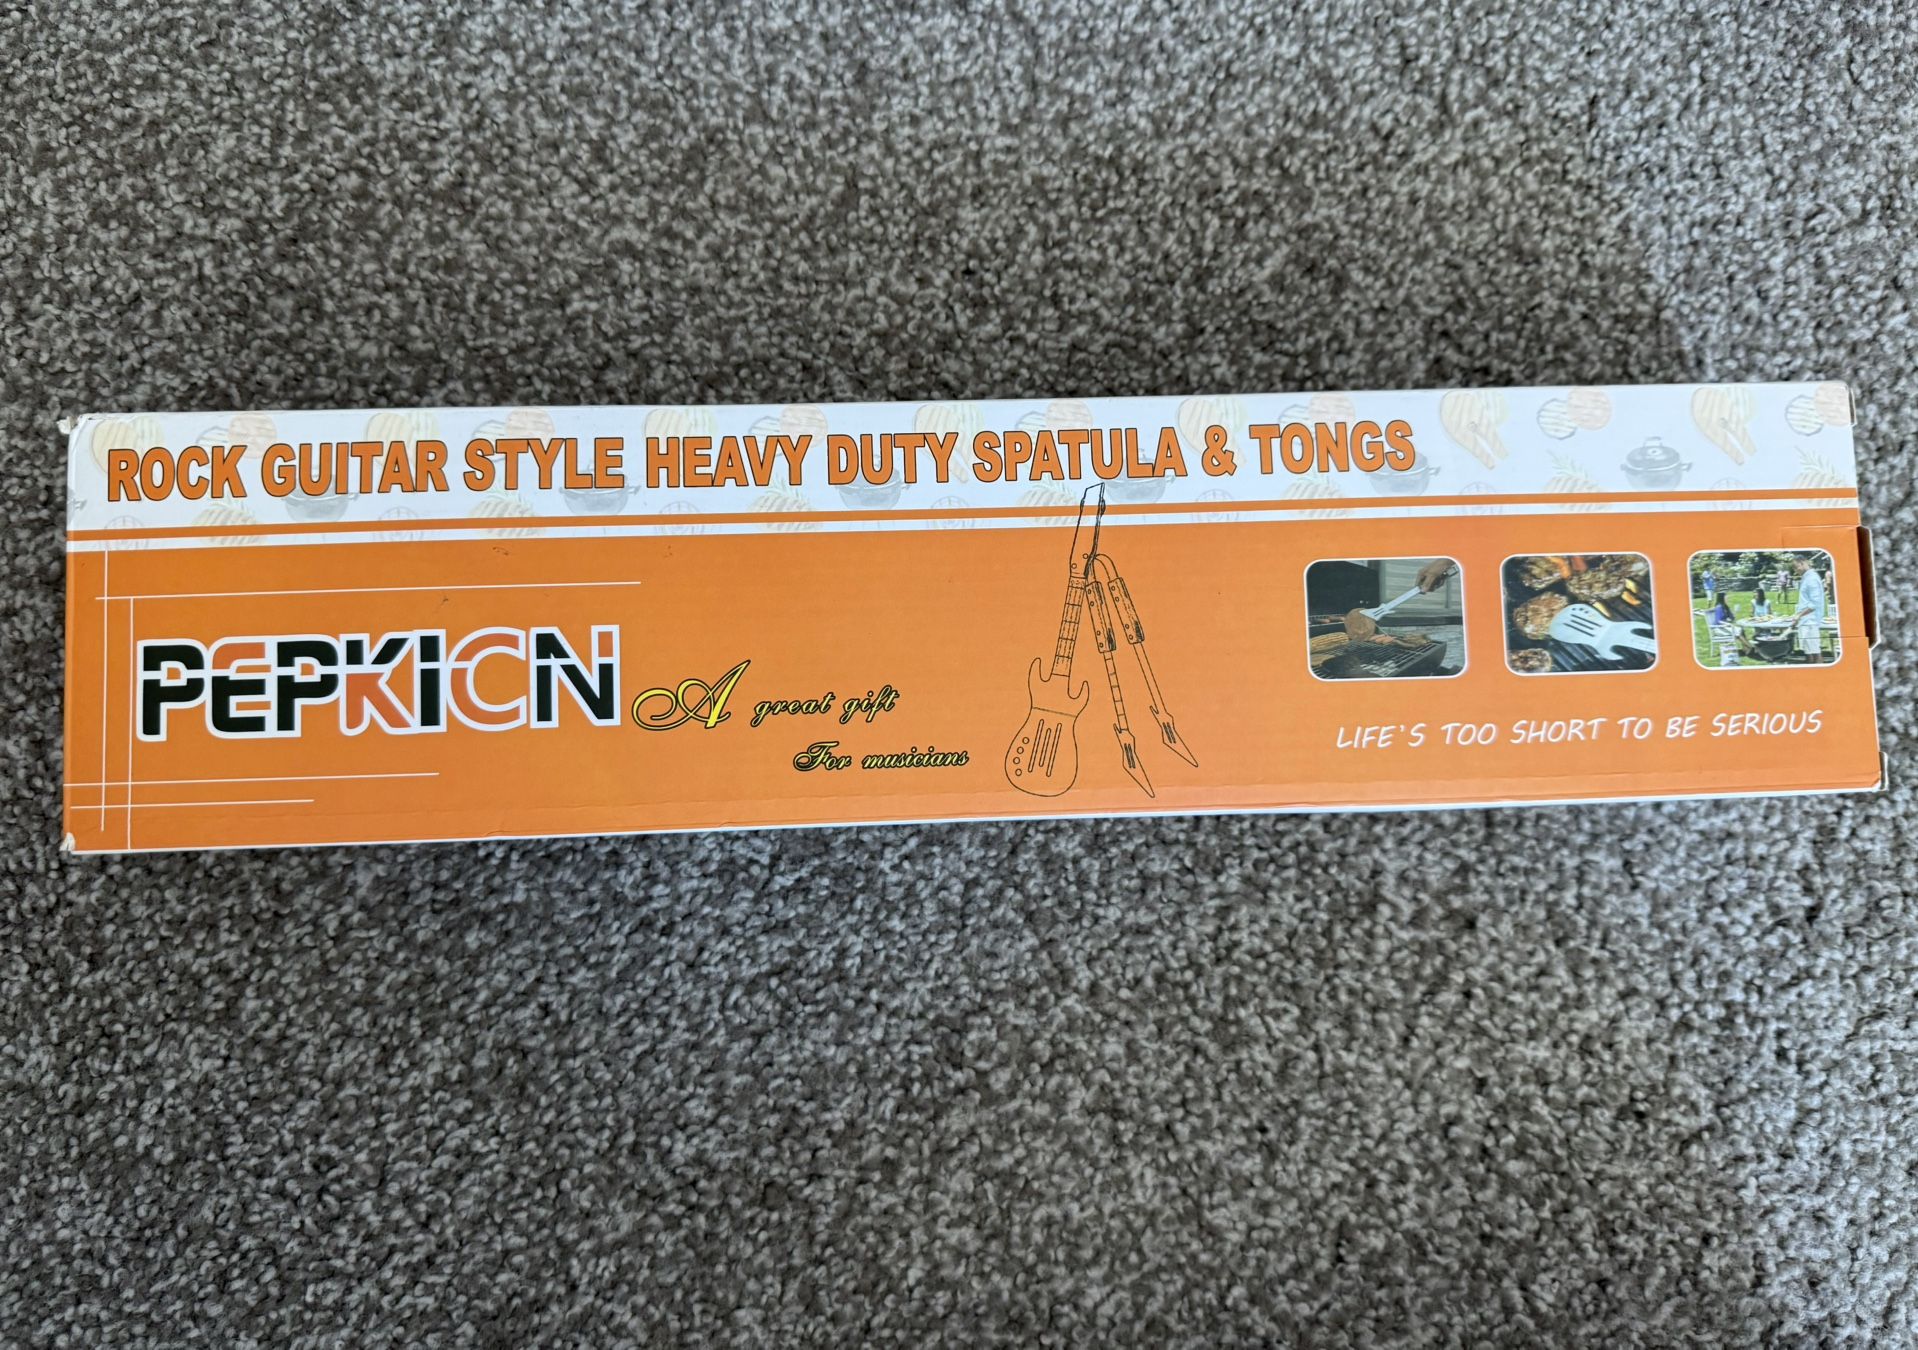 ROCK GUITAR STYLE HEAVY DUTY SPATULA & TONGS
PEPKICN
A great gift
For musicians
LIFE'S TOO SHORT TO BE SERIOUS